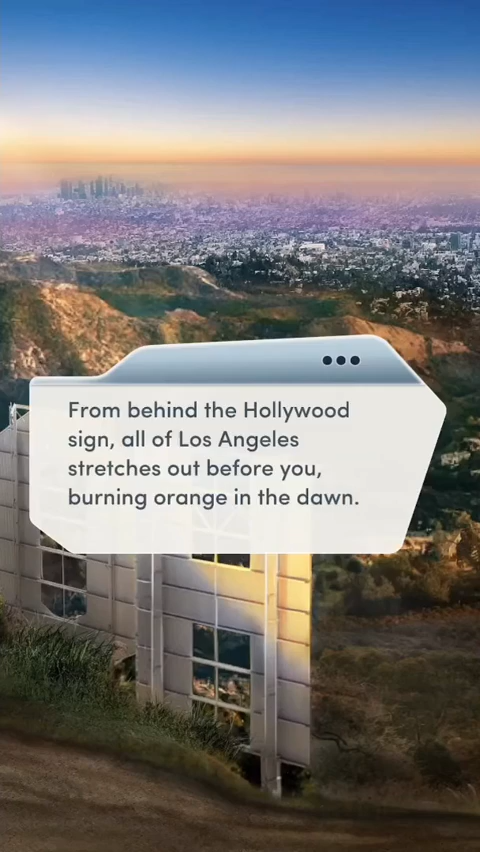 From behind the Hollywood
sign, all of Los Angeles
stretches out before you,
burning orange in the dawn.